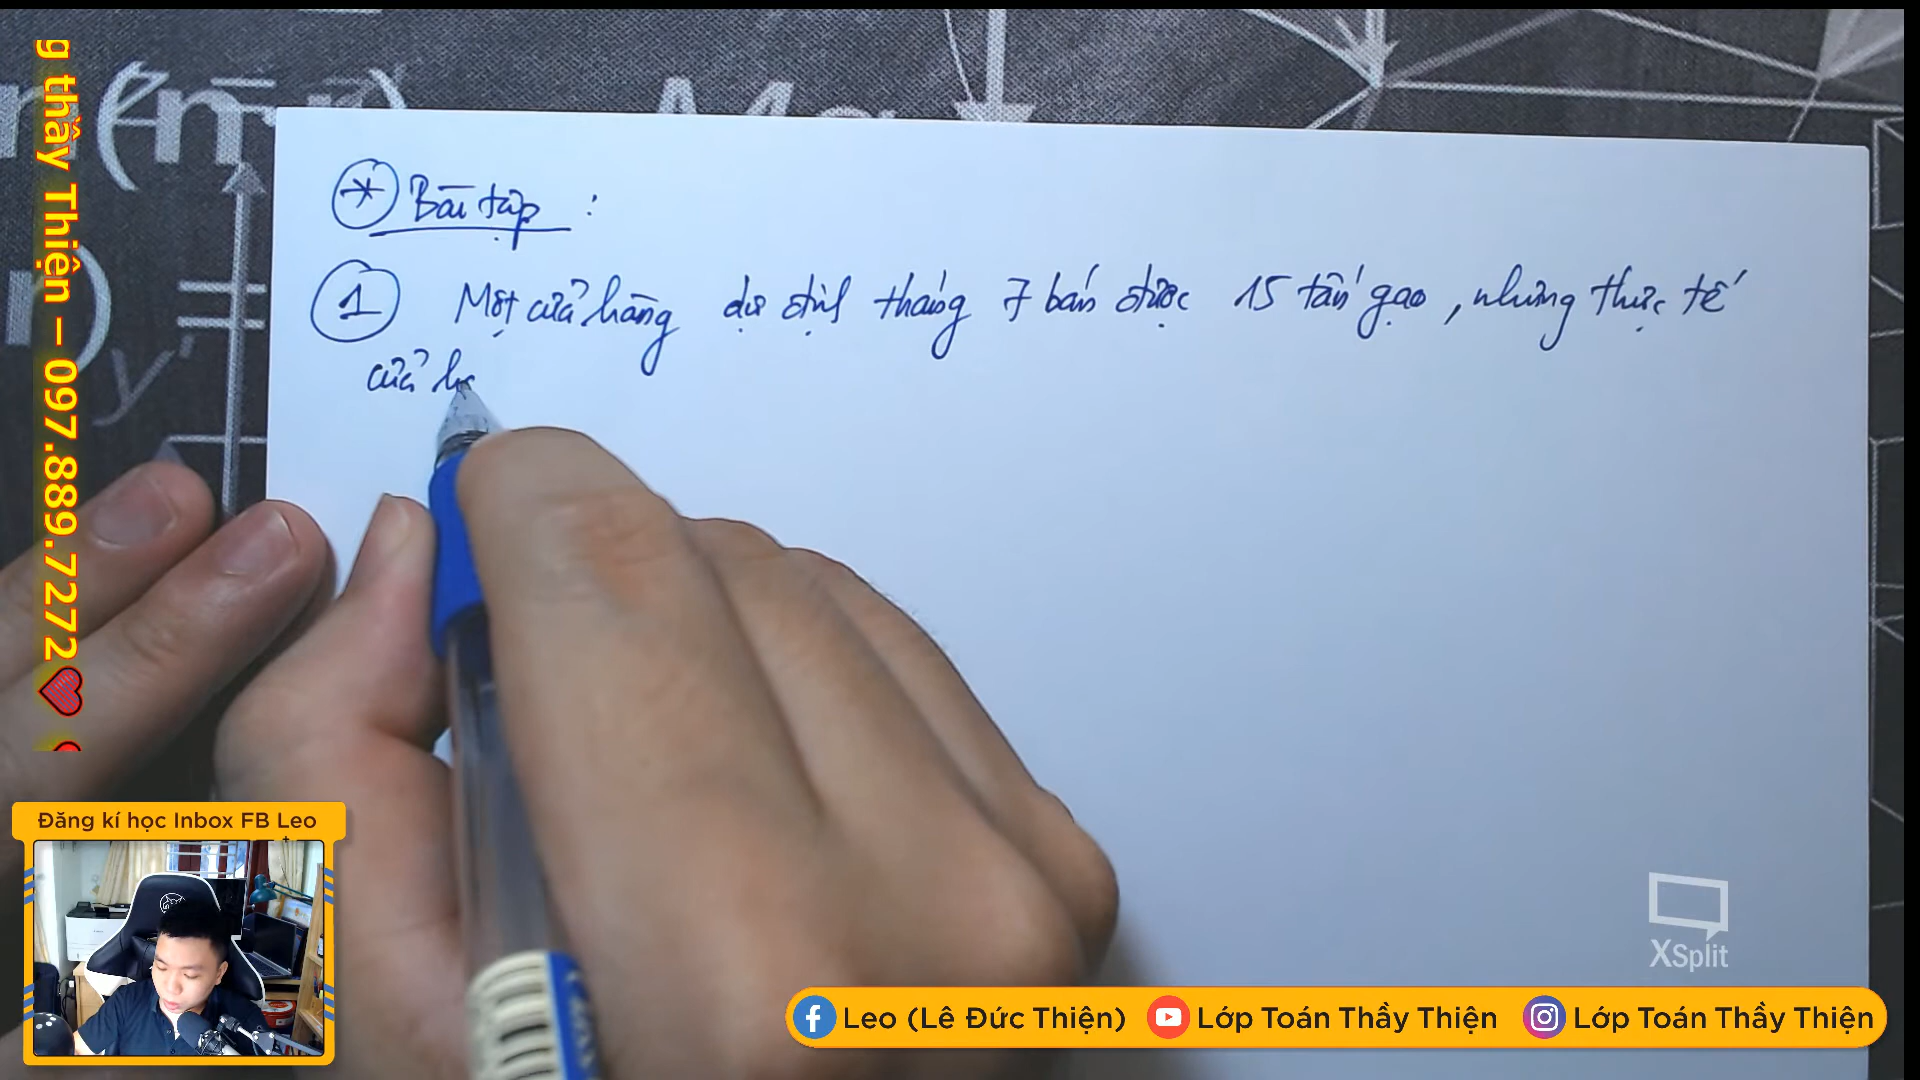 g thầy Thiện – 097.889.7272
Bài tập :
1 Một cửa hàng dự định tháng 7 bán được 15 tấn gạo , nhưng thực tế
cửa
Đăng kí học Inbox FB Leo
XSplit
Leo (Lê Đức Thiện) Lớp Toán Thầy Thiện Lớp Toán Thầy Thiện